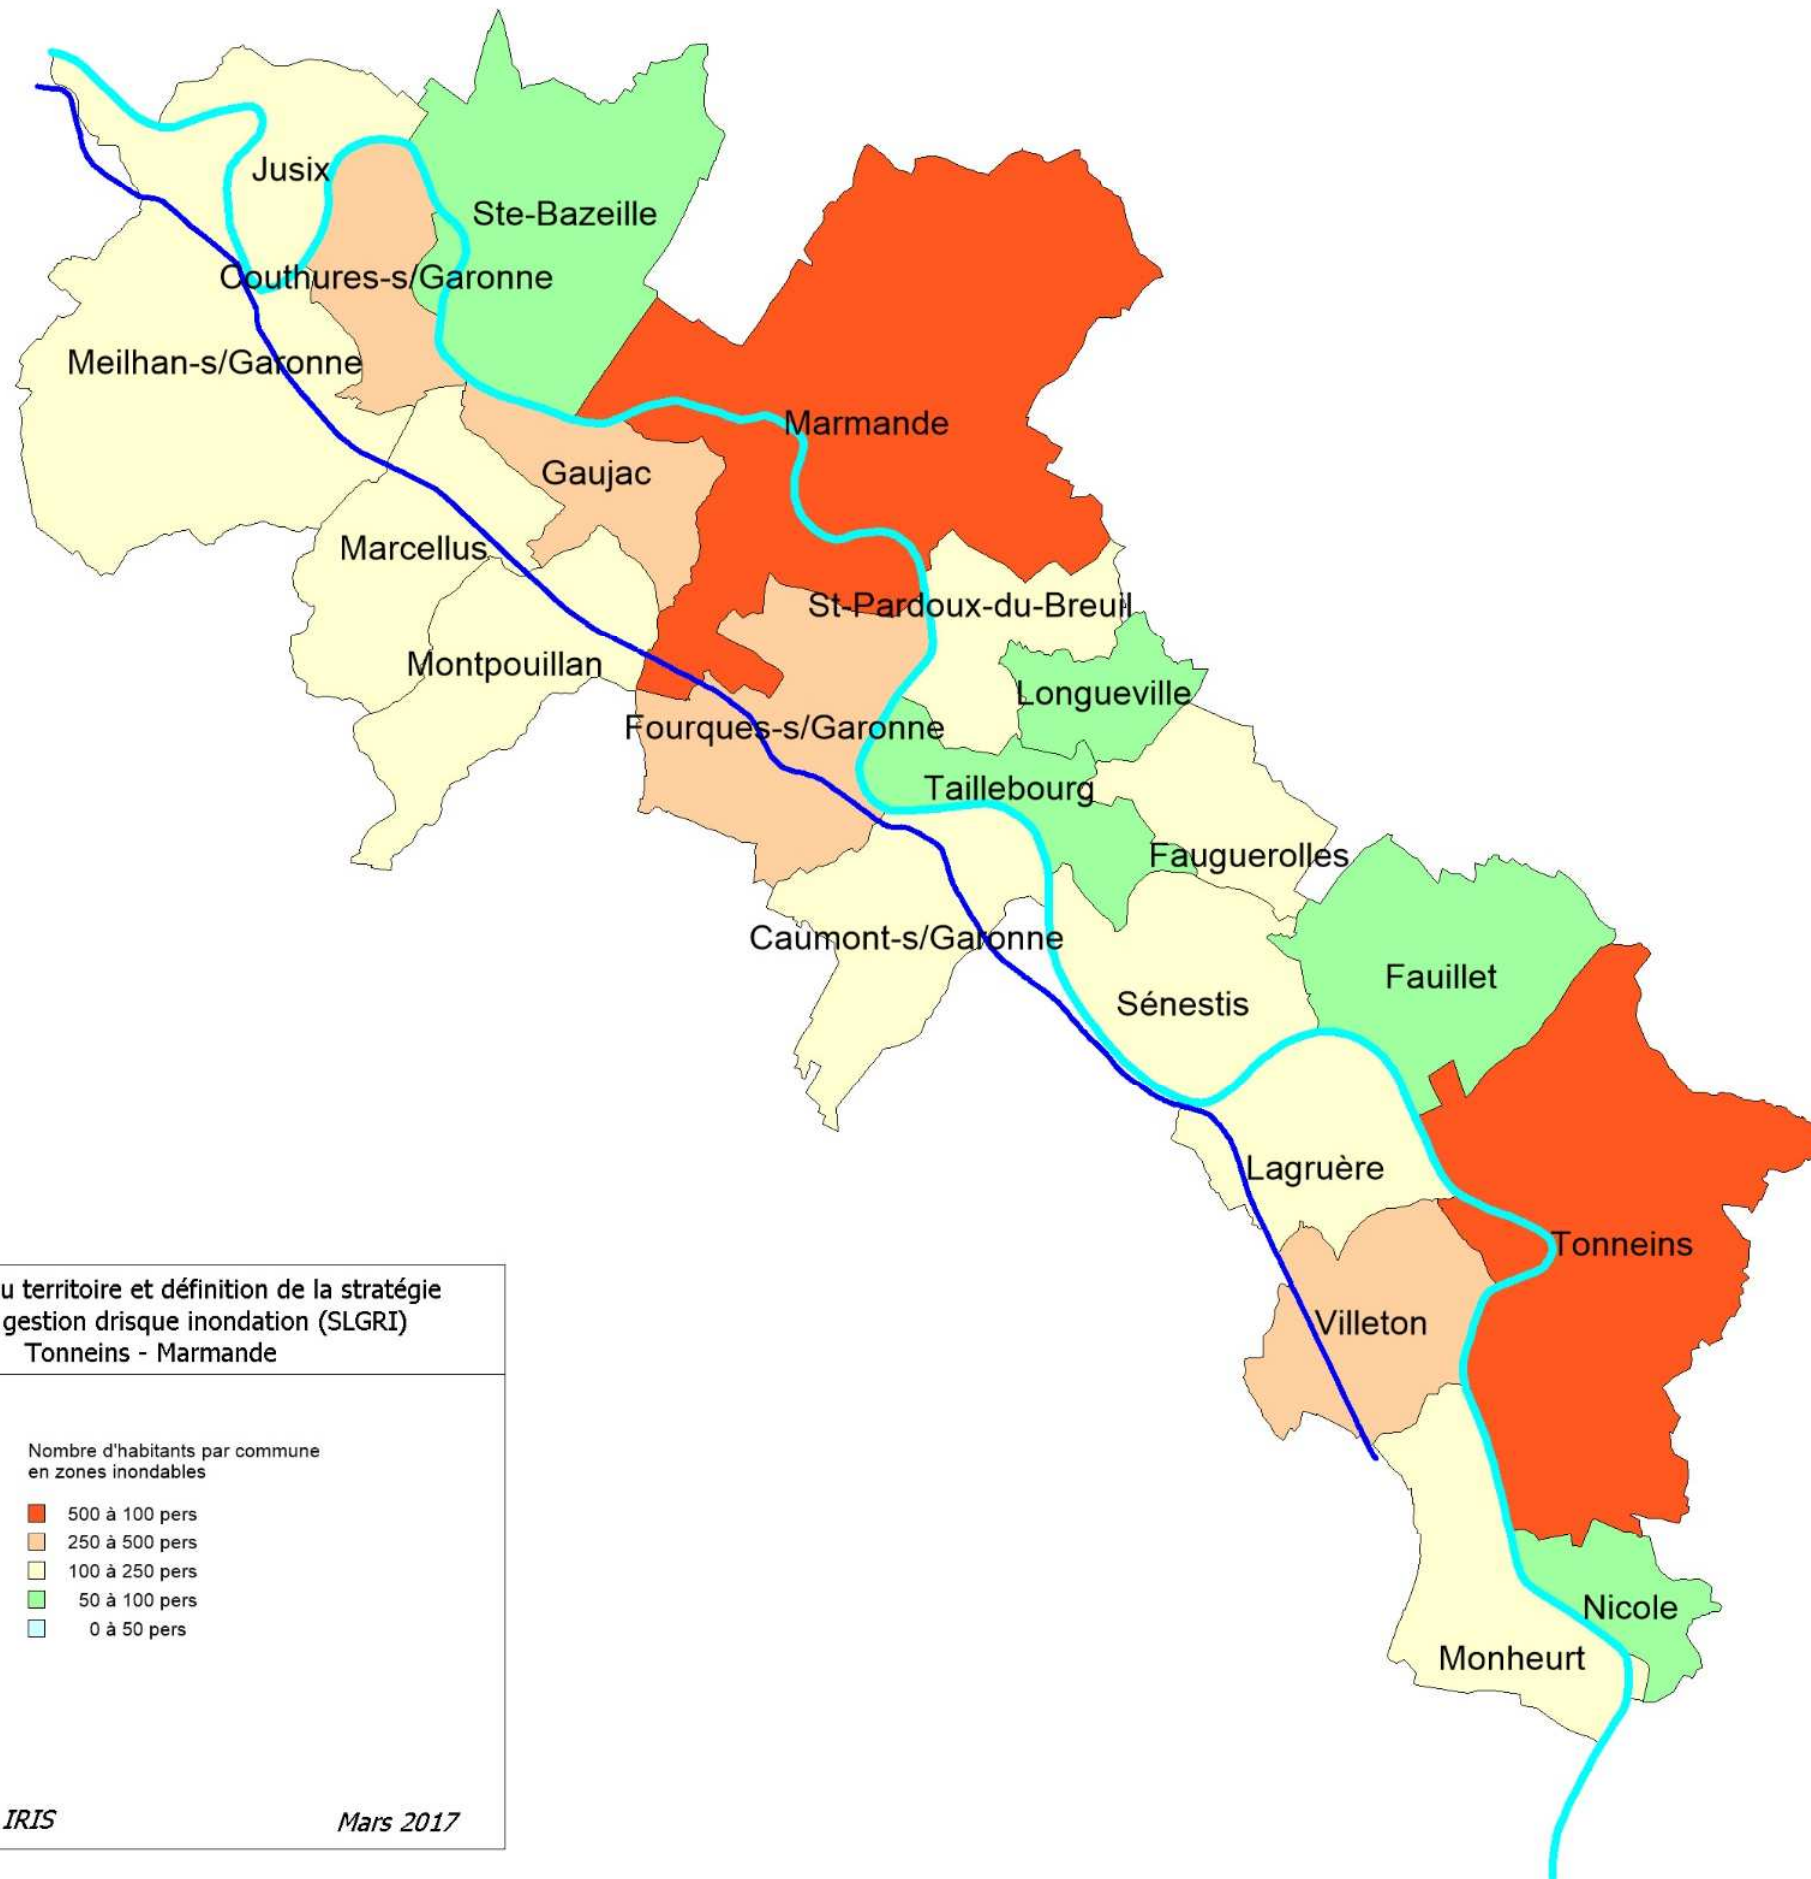 Jusix
Ste-Bazeille
Couthures-s/Garonne
Meilhan-s/Garonne
Marmande
Gaujac
Marcellus
St-Pardoux-du-Breuil
Montpouillan
Longueville
Fourques-s/Garonne
Taillebourg
Fauguerolles
Caumont-s/Garonne
Fauillet
Sénestis
Lagruère
Tonneins
Villeton
Nicole
Monheurt
u territoire et définition de la stratégie
gestion drisque inondation (SLGRI)
Tonneins - Marmande
Nombre d'habitants par commune
en zones inondables
500 à 100 pers
250 à 500 pers
100 à 250 pers
50 à 100 pers
0 à 50 pers
IRIS
Mars 2017